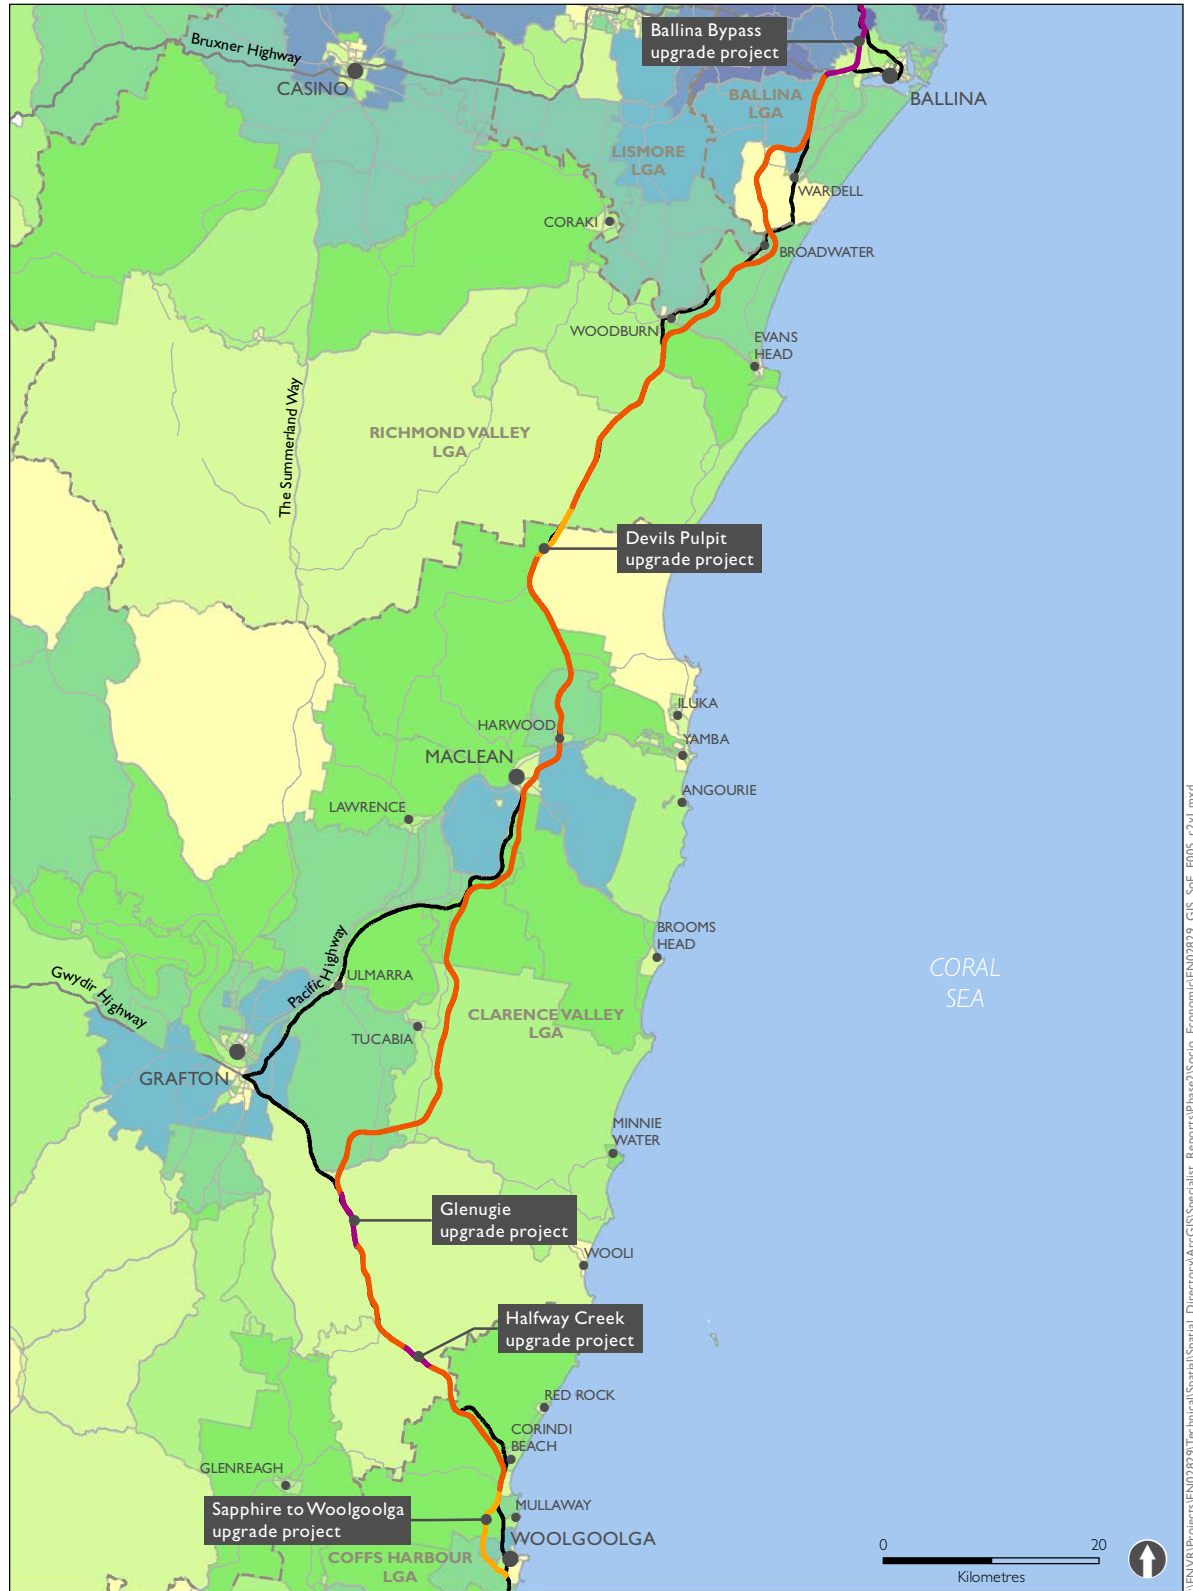 Ballina Bypass
upgrade project
Bruxner Highway
CASINO
BALLINA
LGA
BALLINA
LISMORE
LGA
WARDELL
CORAKI
BROADWATER
WOODBURN
EVANS
HEAD
The Summerland Way
RICHMOND VALLEY
LGA
Devils Pulpit
upgrade project
ILUKA
HARWOOD
YAMBA
MACLEAN
ANGOURIE
LAWRENCE
BROOMS
HEAD
Pacific Highway
CORAL
SEA
Gwydir Highway
ULMARRA
CLARENCE VALLEY
LGA
TUCABIA
GRAFTON
MINNIE
WATER
Glenugie
upgrade project
WOOLI
Halfway Creek
upgrade project
RED ROCK
CORINDI
BEACH
GLENREAGH
Sapphire to Woolgoolga
upgrade project
MULLAWAY
WOOLGOOLGA
COFFS HARBOUR
LGA
0 20
Kilometres